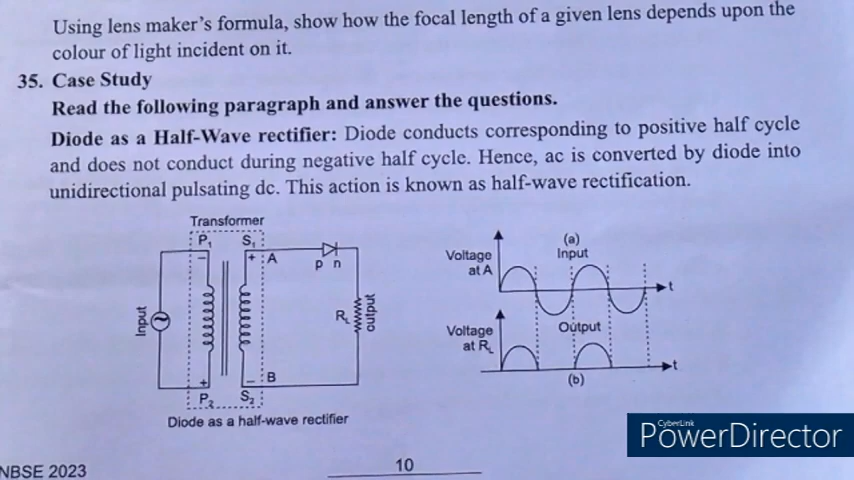 Using lens maker's formula, show how the focal length of a given lens depends upon the
colour of light incident on it.
35. Case Study
Read the following paragraph and answer the questions.
Diode as a Half-Wave rectifier: Diode conducts corresponding to positive half cycle
and does not conduct during negative half cycle. Hence, ac is converted by diode into
unidirectional pulsating dc. This action is known as half-wave rectification.
Transformer
P₁ S₁
− + A
p n
Input
R_L
output
+ − B
P₂ S₂
Diode as a half-wave rectifier
(a)
Voltage Input
at A
t
Voltage Output
at R_L
t
(b)
CyberLink
PowerDirector
NBSE 2023
10